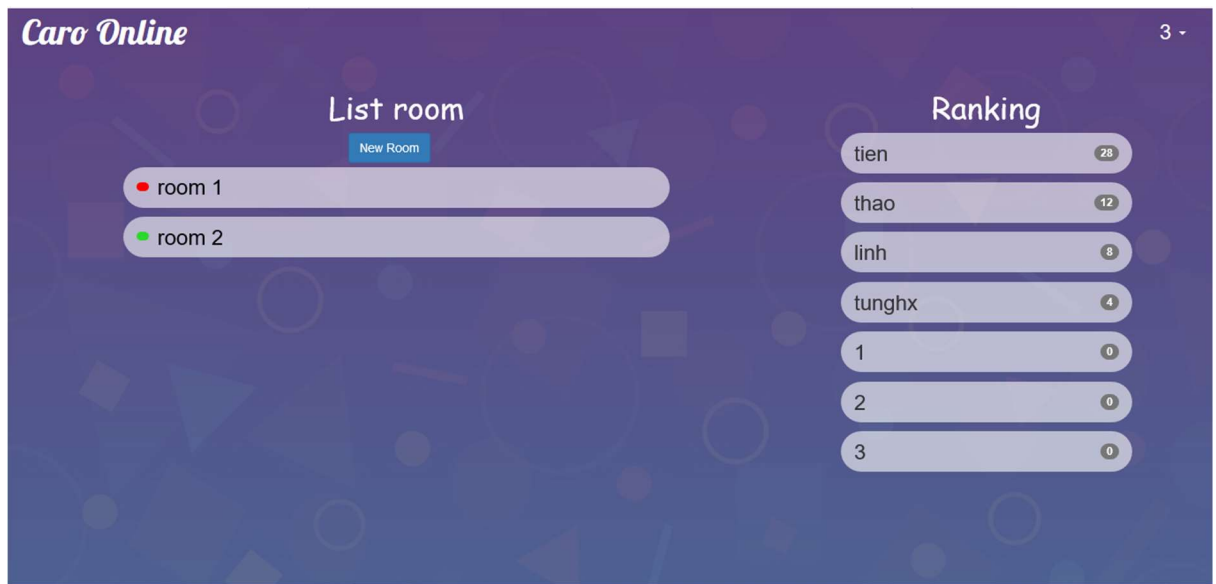 Caro Online
3
List room
New Room
room 1
room 2
Ranking
tien 28
thao 12
linh 8
tunghx 4
1 0
2 0
3 0